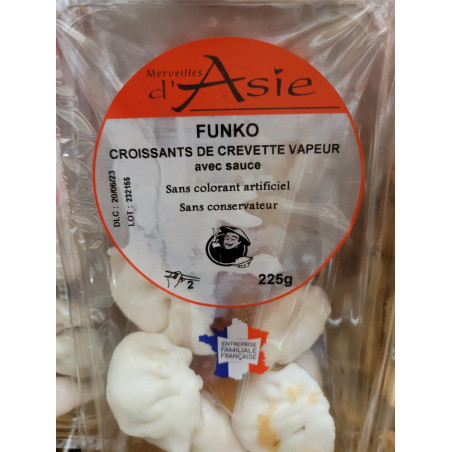 Merveilles
d'Asie
FUNKO
CROISSANTS DE CREVETTE VAPEUR
avec sauce
Sans colorant artificiel
Sans conservateur
DLC : 20/06/23
LOT : 232155
2
225g
ENTREPRISE
FAMILIALE
FRANÇAISE